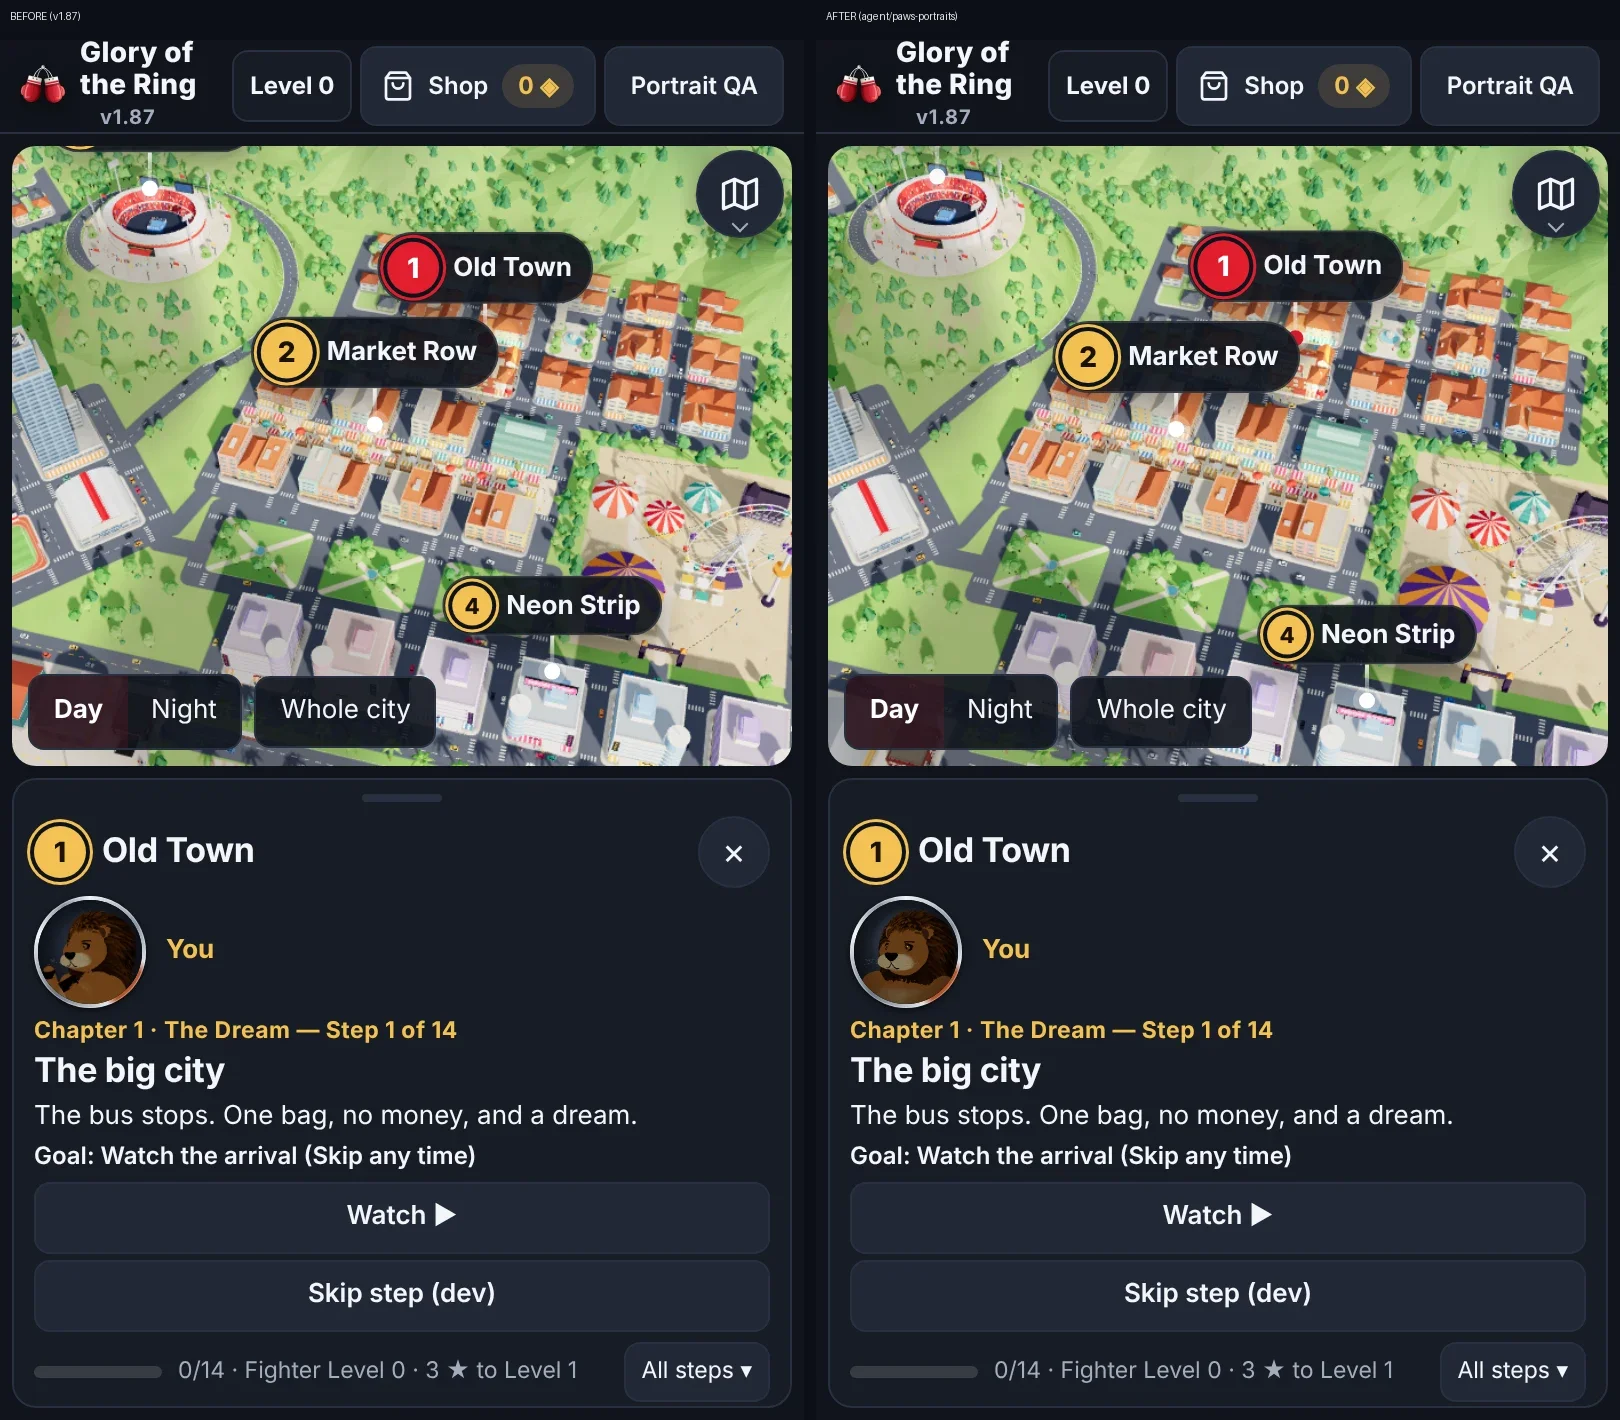 BEFORE (v1.87)
Glory of
the Ring
v1.87
Level 0
Shop
0 ◈
Portrait QA
1 Old Town
2 Market Row
4 Neon Strip
Day
Night
Whole city
1 Old Town
×
You
Chapter 1 · The Dream — Step 1 of 14
The big city
The bus stops. One bag, no money, and a dream.
Goal: Watch the arrival (Skip any time)
Watch ▶
Skip step (dev)
0/14 · Fighter Level 0 · 3 ★ to Level 1
All steps ▾
AFTER (agent/paws-portraits)
Glory of
the Ring
v1.87
Level 0
Shop
0 ◈
Portrait QA
1 Old Town
2 Market Row
4 Neon Strip
Day
Night
Whole city
1 Old Town
×
You
Chapter 1 · The Dream — Step 1 of 14
The big city
The bus stops. One bag, no money, and a dream.
Goal: Watch the arrival (Skip any time)
Watch ▶
Skip step (dev)
0/14 · Fighter Level 0 · 3 ★ to Level 1
All steps ▾